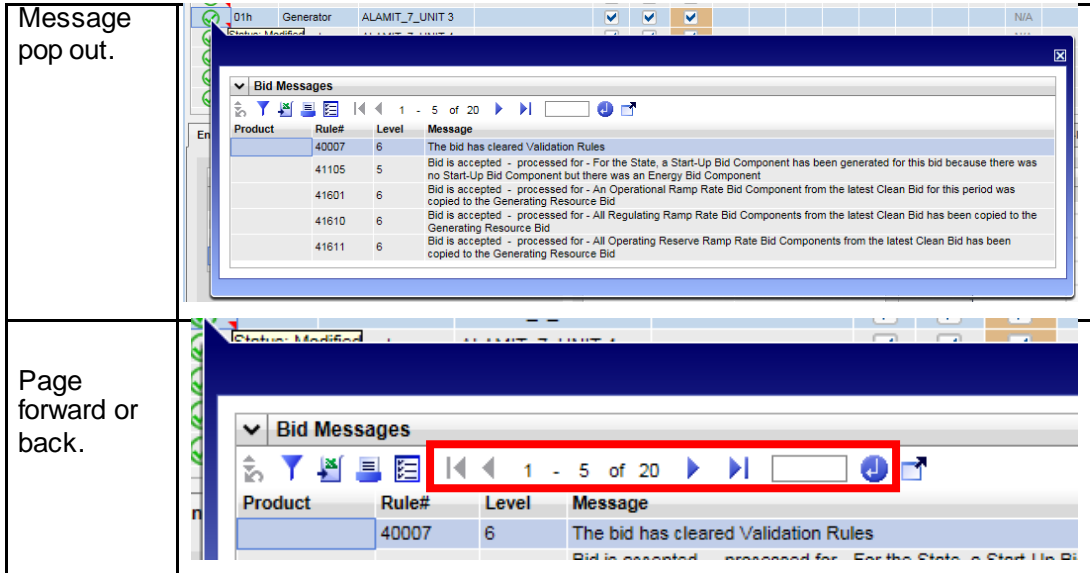 Message
pop out.
01h Generator ALAMIT_7_UNIT 3 N/A
Status: Modified
Bid Messages
1 - 5 of 20
Product Rule# Level Message
40007 6 The bid has cleared Validation Rules
41105 5 Bid is accepted - processed for - For the State, a Start-Up Bid Component has been generated for this bid because there was
no Start-Up Bid Component but there was an Energy Bid Component
41601 6 Bid is accepted - processed for - An Operational Ramp Rate Bid Component from the latest Clean Bid for this period was
copied to the Generating Resource Bid
41610 6 Bid is accepted - processed for - All Regulating Ramp Rate Bid Components from the latest Clean Bid has been copied to the
Generating Resource Bid
41611 6 Bid is accepted - processed for - All Operating Reserve Ramp Rate Bid Components from the latest Clean Bid has been
copied to the Generating Resource Bid
En
Page
forward or
back.
Status: Modified
Bid Messages
1 - 5 of 20
Product Rule# Level Message
40007 6 The bid has cleared Validation Rules